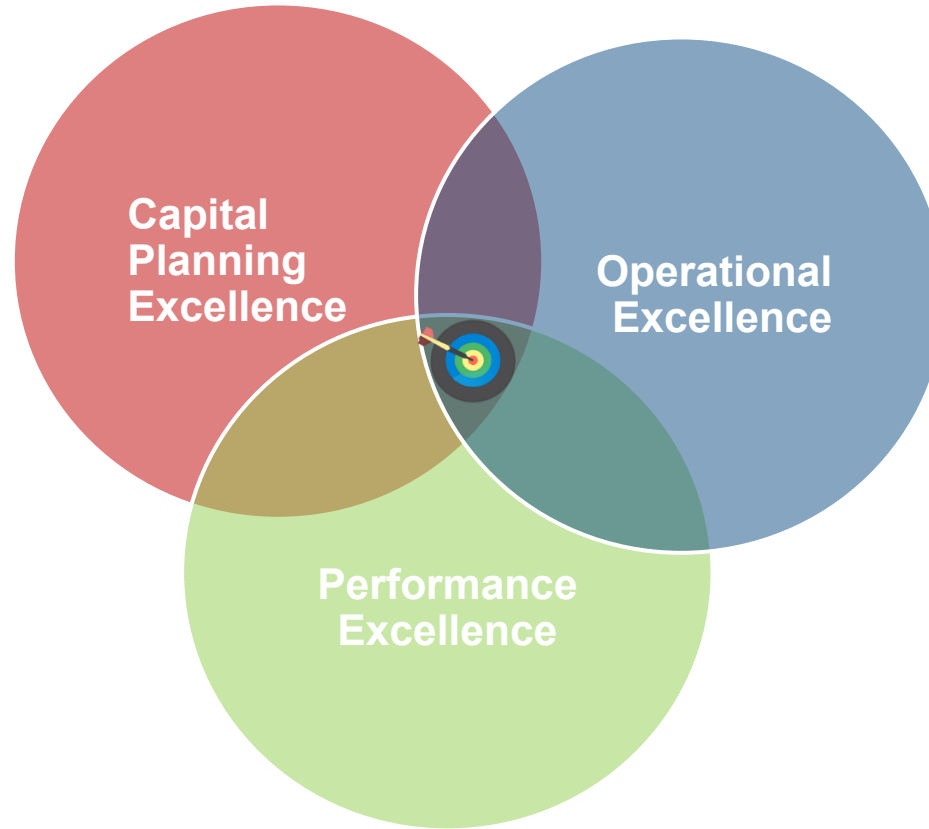 Capital
Planning
Excellence
Operational
Excellence
Performance
Excellence